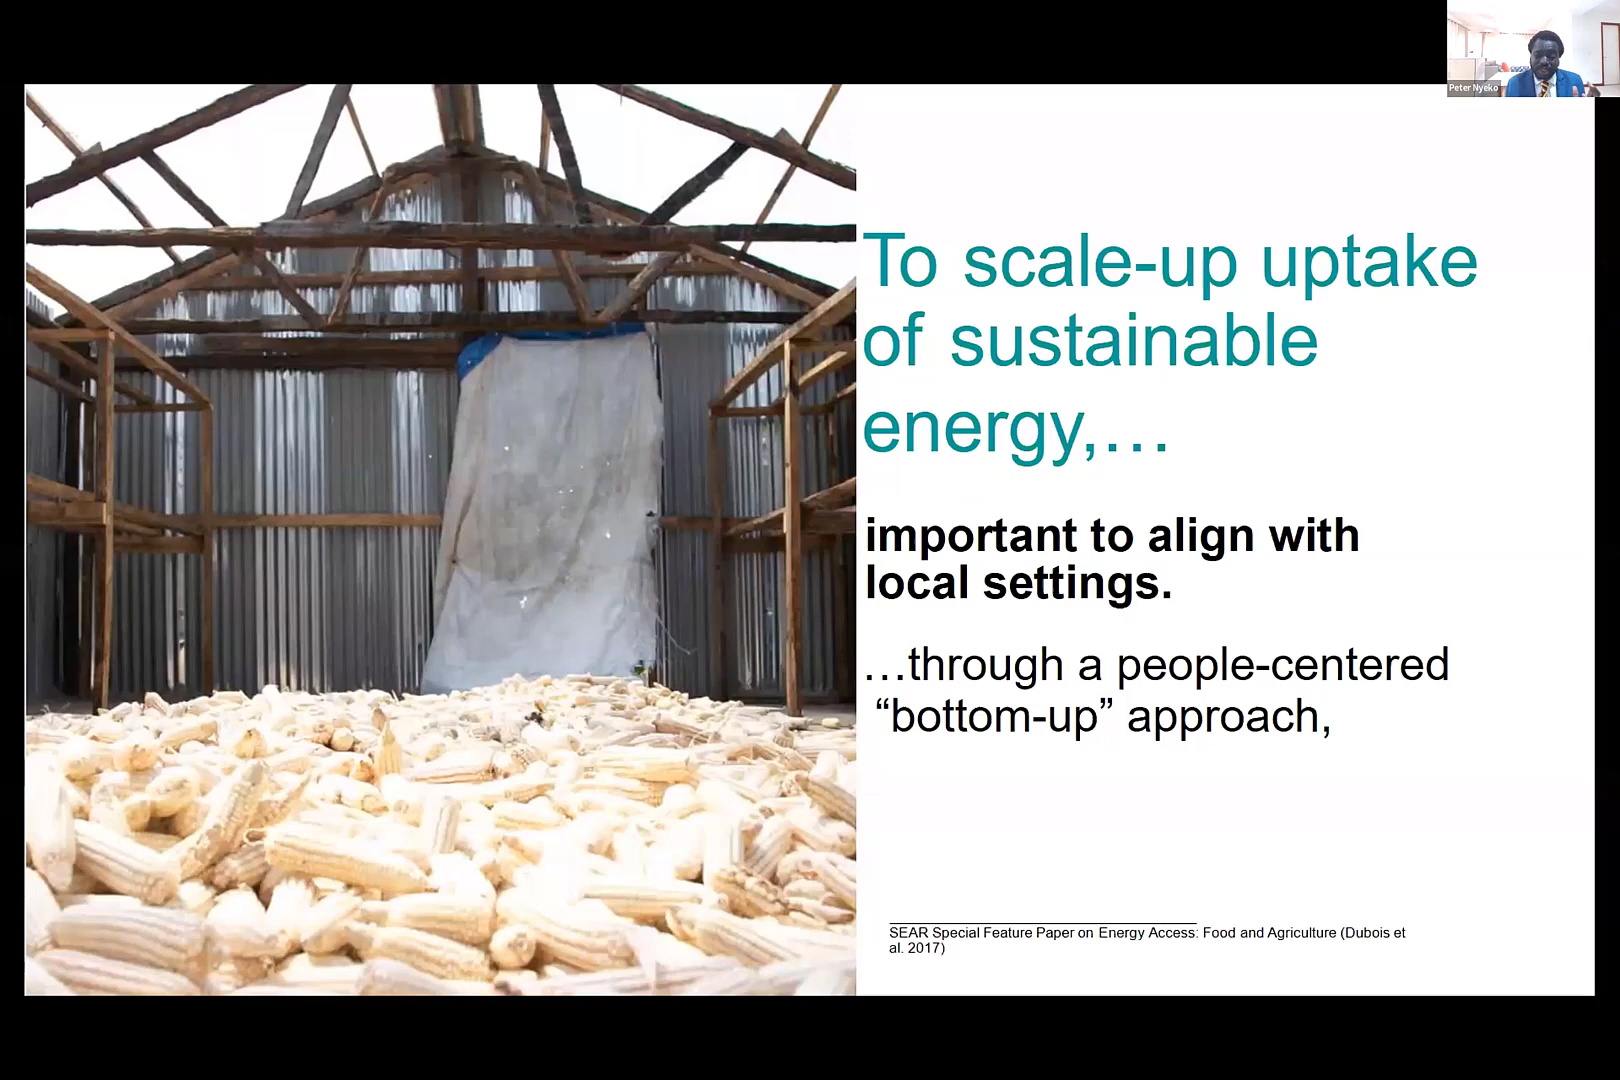 Peter Nyeko
To scale-up uptake
of sustainable
energy,…
important to align with
local settings.
…through a people-centered
“bottom-up” approach,
SEAR Special Feature Paper on Energy Access: Food and Agriculture (Dubois et
al. 2017)